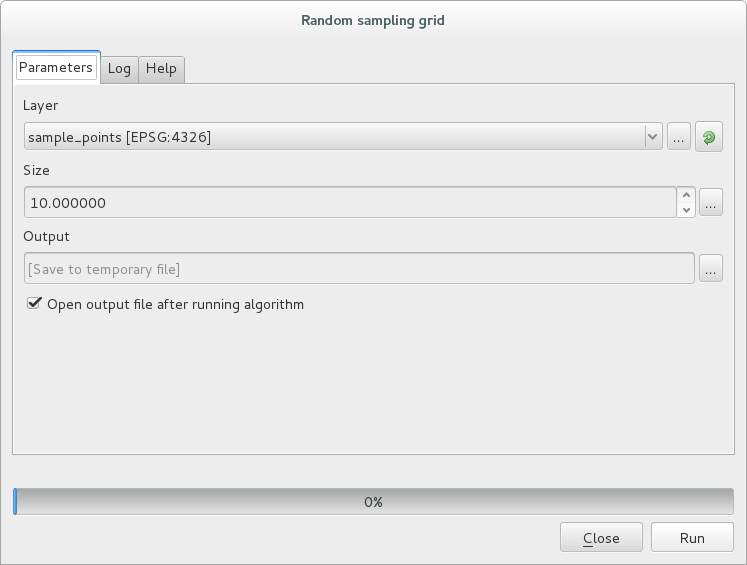 Random sampling grid
Parameters Log Help
Layer
sample_points [EPSG:4326] ...
Size
10.000000 ...
Output
[Save to temporary file] ...
Open output file after running algorithm
0%
Close Run